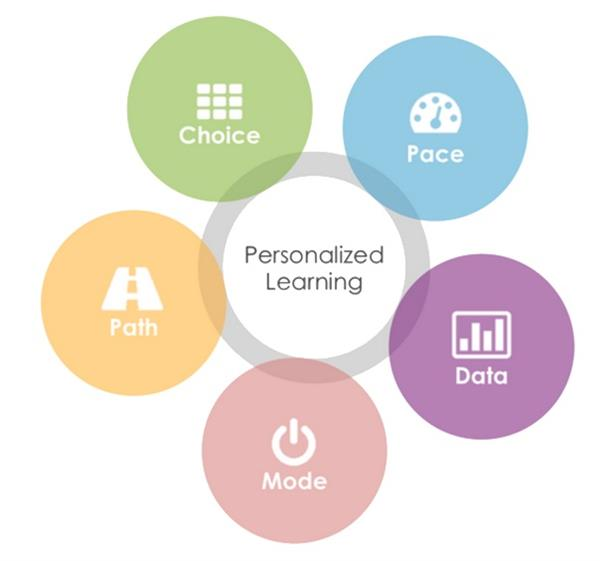 Choice
Pace
Personalized
Learning
Path
Data
Mode